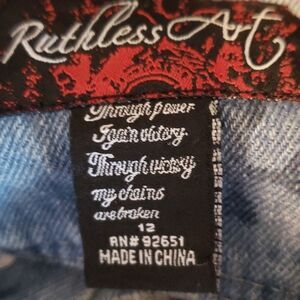 Ruthless Art
Through power
I gain victory
Through victory
my chains
are broken
12
RN# 92651
MADE IN CHINA